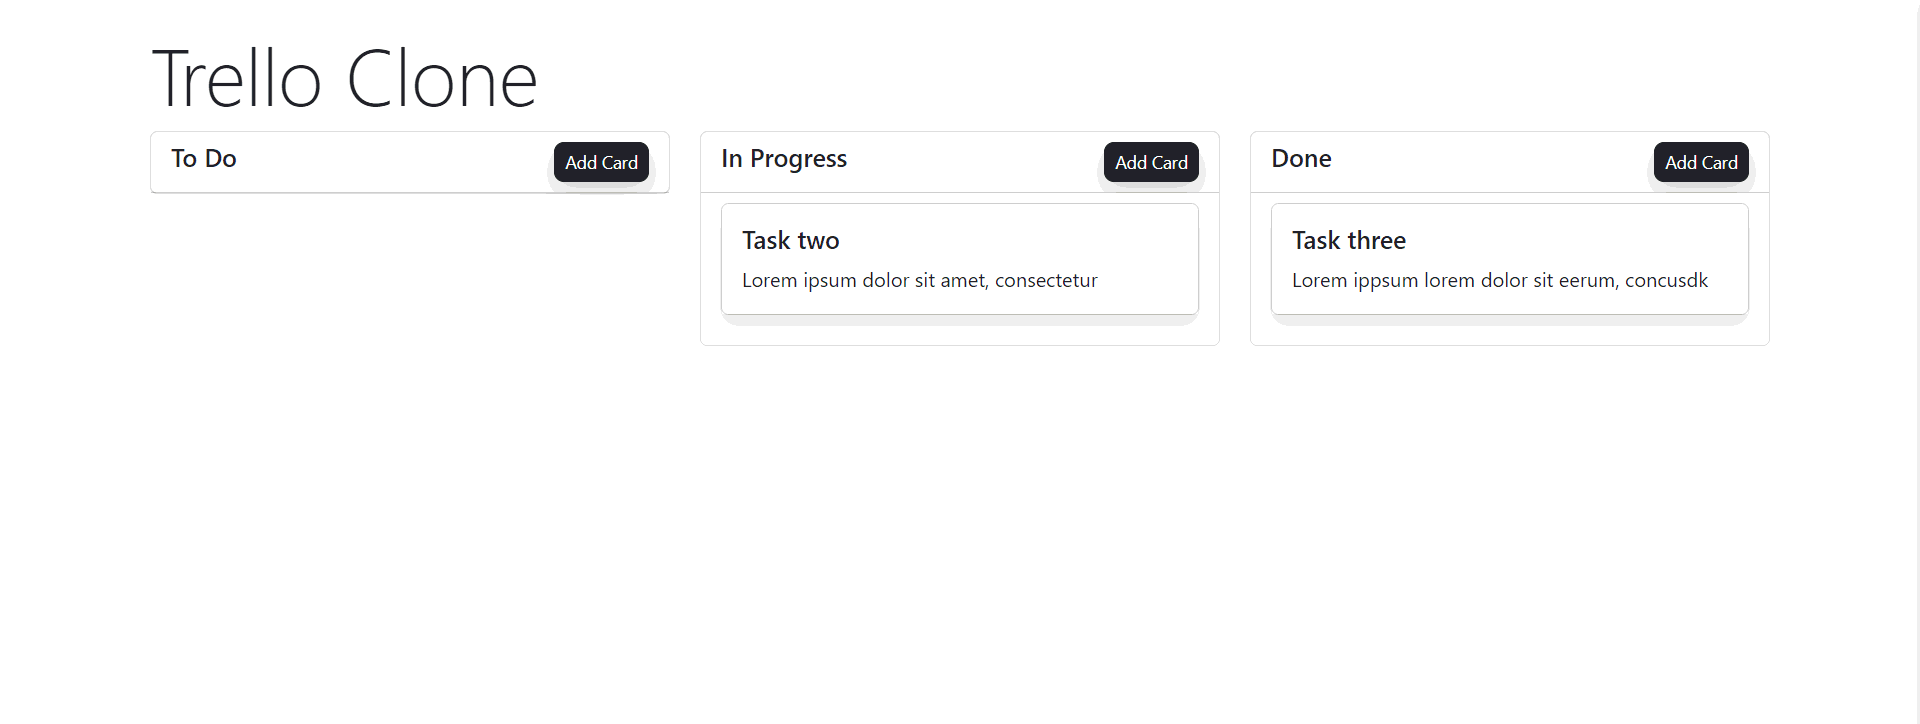 Trello Clone
To Do
Add Card
In Progress
Add Card
Task two
Lorem ipsum dolor sit amet, consectetur
Done
Add Card
Task three
Lorem ippsum lorem dolor sit eerum, concusdk